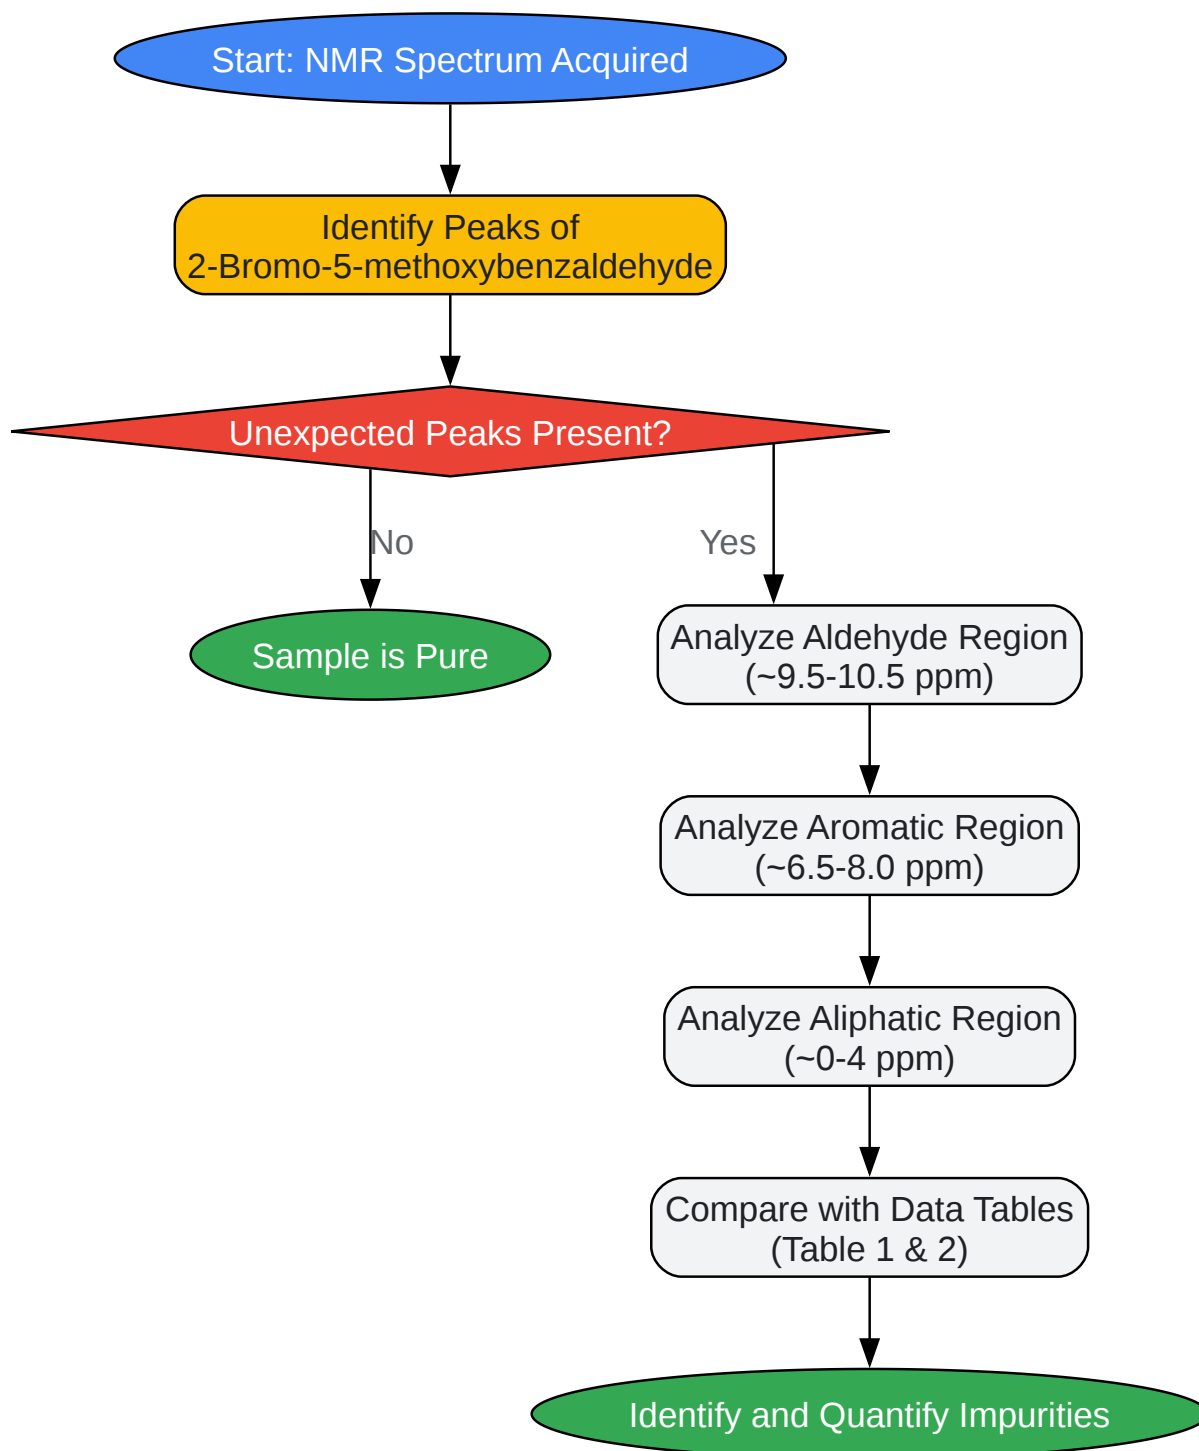 Start: NMR Spectrum Acquired
Identify Peaks of
2-Bromo-5-methoxybenzaldehyde
Unexpected Peaks Present?
No
Yes
Sample is Pure
Analyze Aldehyde Region
(~9.5-10.5 ppm)
Analyze Aromatic Region
(~6.5-8.0 ppm)
Analyze Aliphatic Region
(~0-4 ppm)
Compare with Data Tables
(Table 1 & 2)
Identify and Quantify Impurities